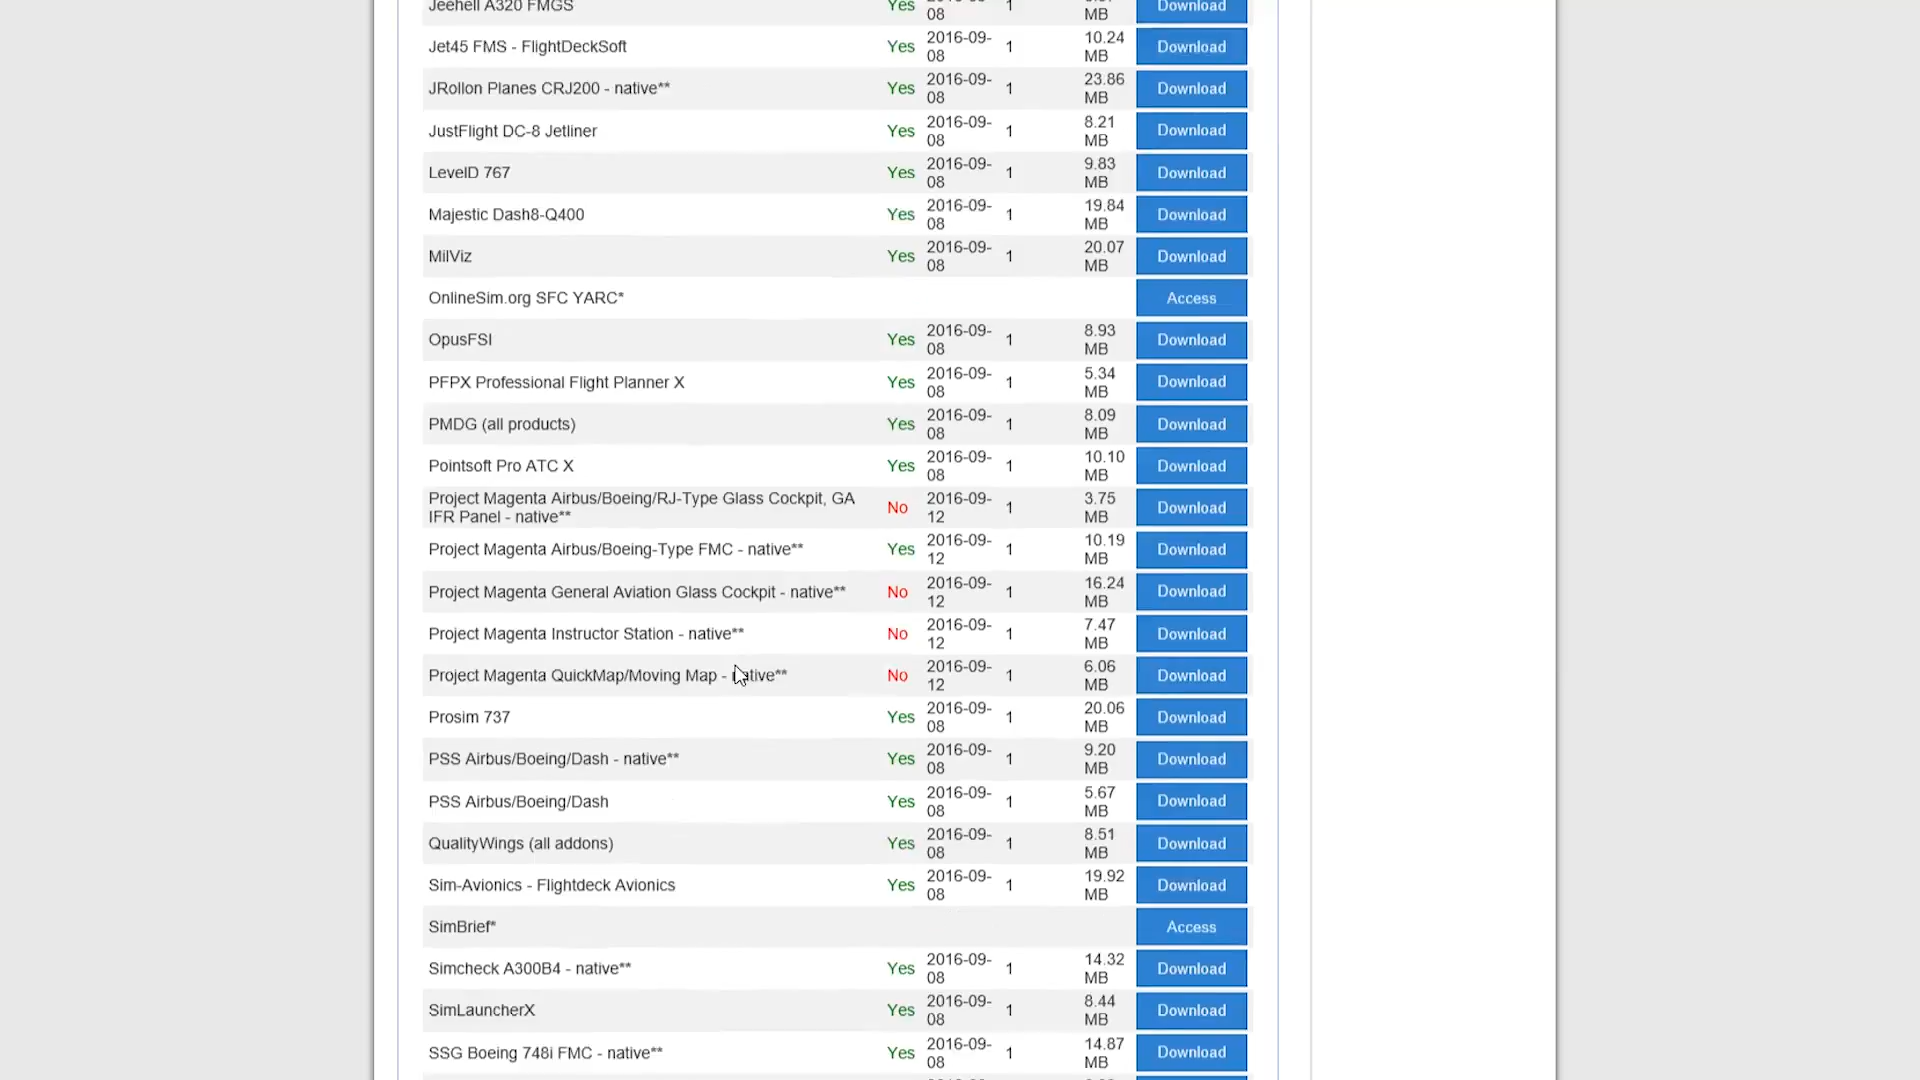 Jeehell A320 FMGS Yes 1 MB Download
08
Jet45 FMS - FlightDeckSoft Yes 2016-09-08 1 10.24 MB Download
JRollon Planes CRJ200 - native** Yes 2016-09-08 1 23.86 MB Download
JustFlight DC-8 Jetliner Yes 2016-09-08 1 8.21 MB Download
LevelD 767 Yes 2016-09-08 1 9.83 MB Download
Majestic Dash8-Q400 Yes 2016-09-08 1 19.84 MB Download
MilViz Yes 2016-09-08 1 20.07 MB Download
OnlineSim.org SFC YARC* Access
OpusFSI Yes 2016-09-08 1 8.93 MB Download
PFPX Professional Flight Planner X Yes 2016-09-08 1 5.34 MB Download
PMDG (all products) Yes 2016-09-08 1 8.09 MB Download
Pointsoft Pro ATC X Yes 2016-09-08 1 10.10 MB Download
Project Magenta Airbus/Boeing/RJ-Type Glass Cockpit, GA
IFR Panel - native** No 2016-09-12 1 3.75 MB Download
Project Magenta Airbus/Boeing-Type FMC - native** Yes 2016-09-12 1 10.19 MB Download
Project Magenta General Aviation Glass Cockpit - native** No 2016-09-12 1 16.24 MB Download
Project Magenta Instructor Station - native** No 2016-09-12 1 7.47 MB Download
Project Magenta QuickMap/Moving Map - native** No 2016-09-12 1 6.06 MB Download
Prosim 737 Yes 2016-09-08 1 20.06 MB Download
PSS Airbus/Boeing/Dash - native** Yes 2016-09-08 1 9.20 MB Download
PSS Airbus/Boeing/Dash Yes 2016-09-08 1 5.67 MB Download
QualityWings (all addons) Yes 2016-09-08 1 8.51 MB Download
Sim-Avionics - Flightdeck Avionics Yes 2016-09-08 1 19.92 MB Download
SimBrief* Access
Simcheck A300B4 - native** Yes 2016-09-08 1 14.32 MB Download
SimLauncherX Yes 2016-09-08 1 8.44 MB Download
SSG Boeing 748i FMC - native** Yes 2016-09-08 1 14.87 MB Download